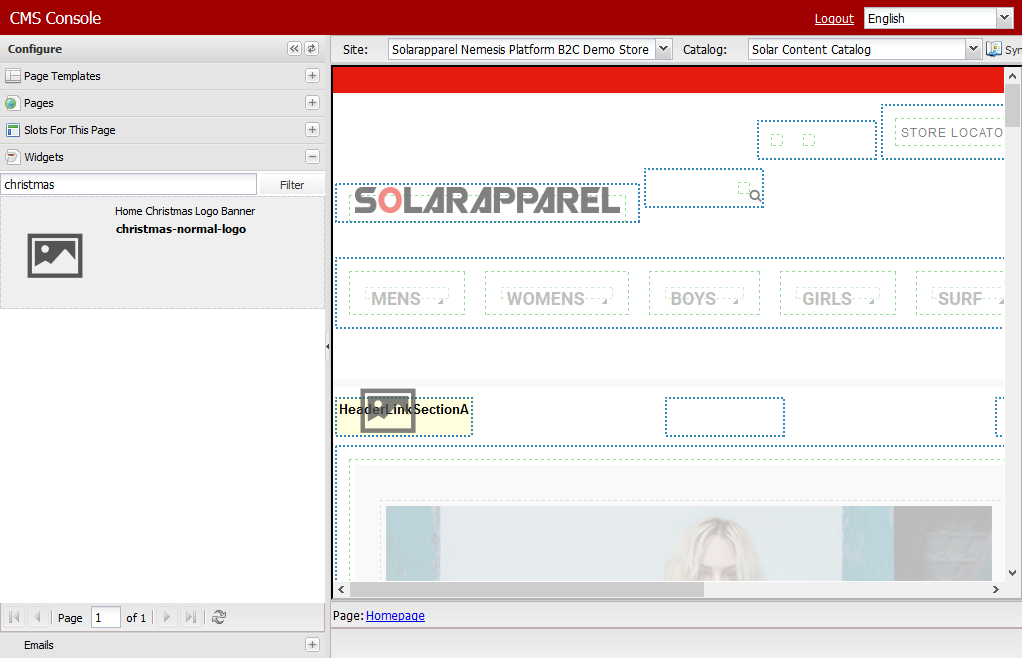 CMS Console
Logout
English
Configure
Site:
Solarapparel Nemesis Platform B2C Demo Store
Catalog:
Solar Content Catalog
Syn
Page Templates
Pages
Slots For This Page
Widgets
christmas
Filter
Home Christmas Logo Banner
christmas-normal-logo
STORE LOCATO
SOLARAPPAREL
MENS
WOMENS
BOYS
GIRLS
SURF
HeaderLinkSectionA
Page 1 of 1
Page: Homepage
Emails